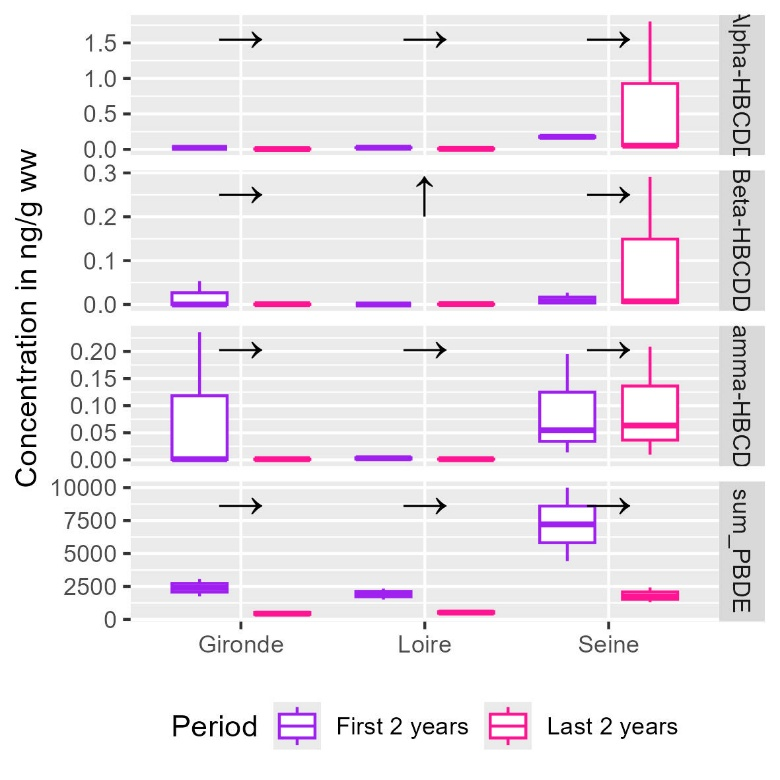 Concentration in ng/g ww
1.5
1.0
0.5
0.0
Alpha-HBCDD
0.3
0.2
0.1
0.0
Beta-HBCDD
0.20
0.15
0.10
0.05
0.00
amma-HBCD
10000
7500
5000
2500
0
sum_PBDE
Gironde Loire Seine
Period First 2 years Last 2 years